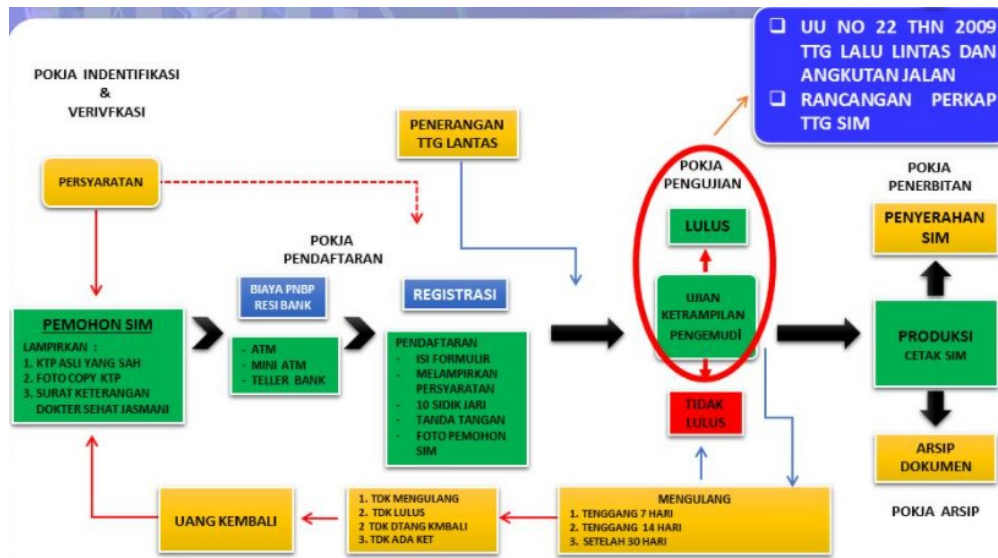 ❑ UU NO 22 THN 2009
TTG LALU LINTAS DAN
ANGKUTAN JALAN
❑ RANCANGAN PERKAP
TTG SIM
POKJA INDENTIFIKASI
&
VERIVFKASI
PERSYARATAN
PENERANGAN
TTG LANTAS
POKJA
PENDAFTARAN
POKJA
PENGUJIAN
POKJA
PENERBITAN
LULUS
PENYERAHAN
SIM
BIAYA PNBP
RESI BANK
REGISTRASI
UJIAN
KETRAMPILAN
PENGEMUDI
PEMOHON SIM
LAMPIRKAN :
1. KTP ASLI YANG SAH
2. FOTO COPY KTP
3. SURAT KETERANGAN
DOKTER SEHAT JASMANI
- ATM
- MINI ATM
- TELLER BANK
PENDAFTARAN
- ISI FORMULIR
- MELAMPIRKAN
PERSYARATAN
- 10 SIDIK JARI
- TANDA TANGAN
- FOTO PEMOHON
SIM
PRODUKSI
CETAK SIM
TIDAK
LULUS
ARSIP
DOKUMEN
POKJA ARSIP
UANG KEMBALI
1. TDK MENGULANG
2. TDK LULUS
2 TDK DTANG KMBALI
3. TDK ADA KET
MENGULANG
1. TENGGANG 7 HARI
2. TENGGANG 14 HARI
3. SETELAH 30 HARI